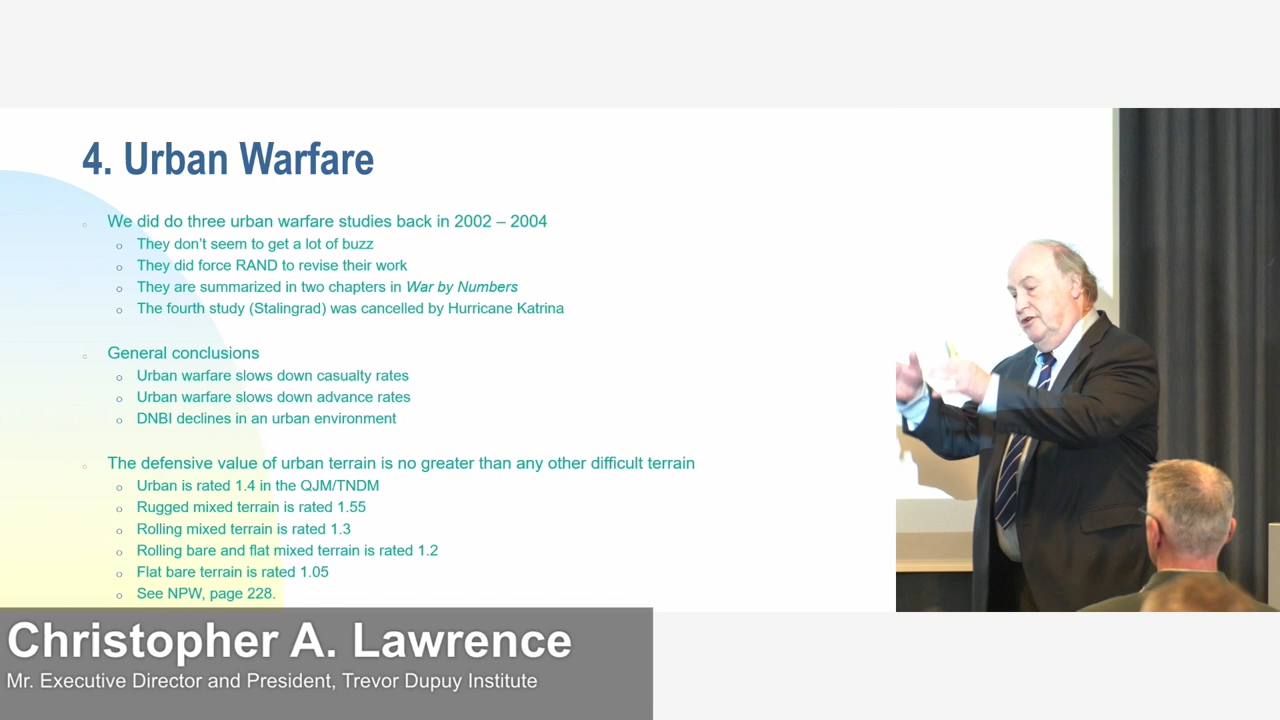 4. Urban Warfare
We did do three urban warfare studies back in 2002 – 2004
They don't seem to get a lot of buzz
They did force RAND to revise their work
They are summarized in two chapters in War by Numbers
The fourth study (Stalingrad) was cancelled by Hurricane Katrina
General conclusions
Urban warfare slows down casualty rates
Urban warfare slows down advance rates
DNBI declines in an urban environment
The defensive value of urban terrain is no greater than any other difficult terrain
Urban is rated 1.4 in the QJM/TNDM
Rugged mixed terrain is rated 1.55
Rolling mixed terrain is rated 1.3
Rolling bare and flat mixed terrain is rated 1.2
Flat bare terrain is rated 1.05
See NPW, page 228.
Christopher A. Lawrence
Mr. Executive Director and President, Trevor Dupuy Institute